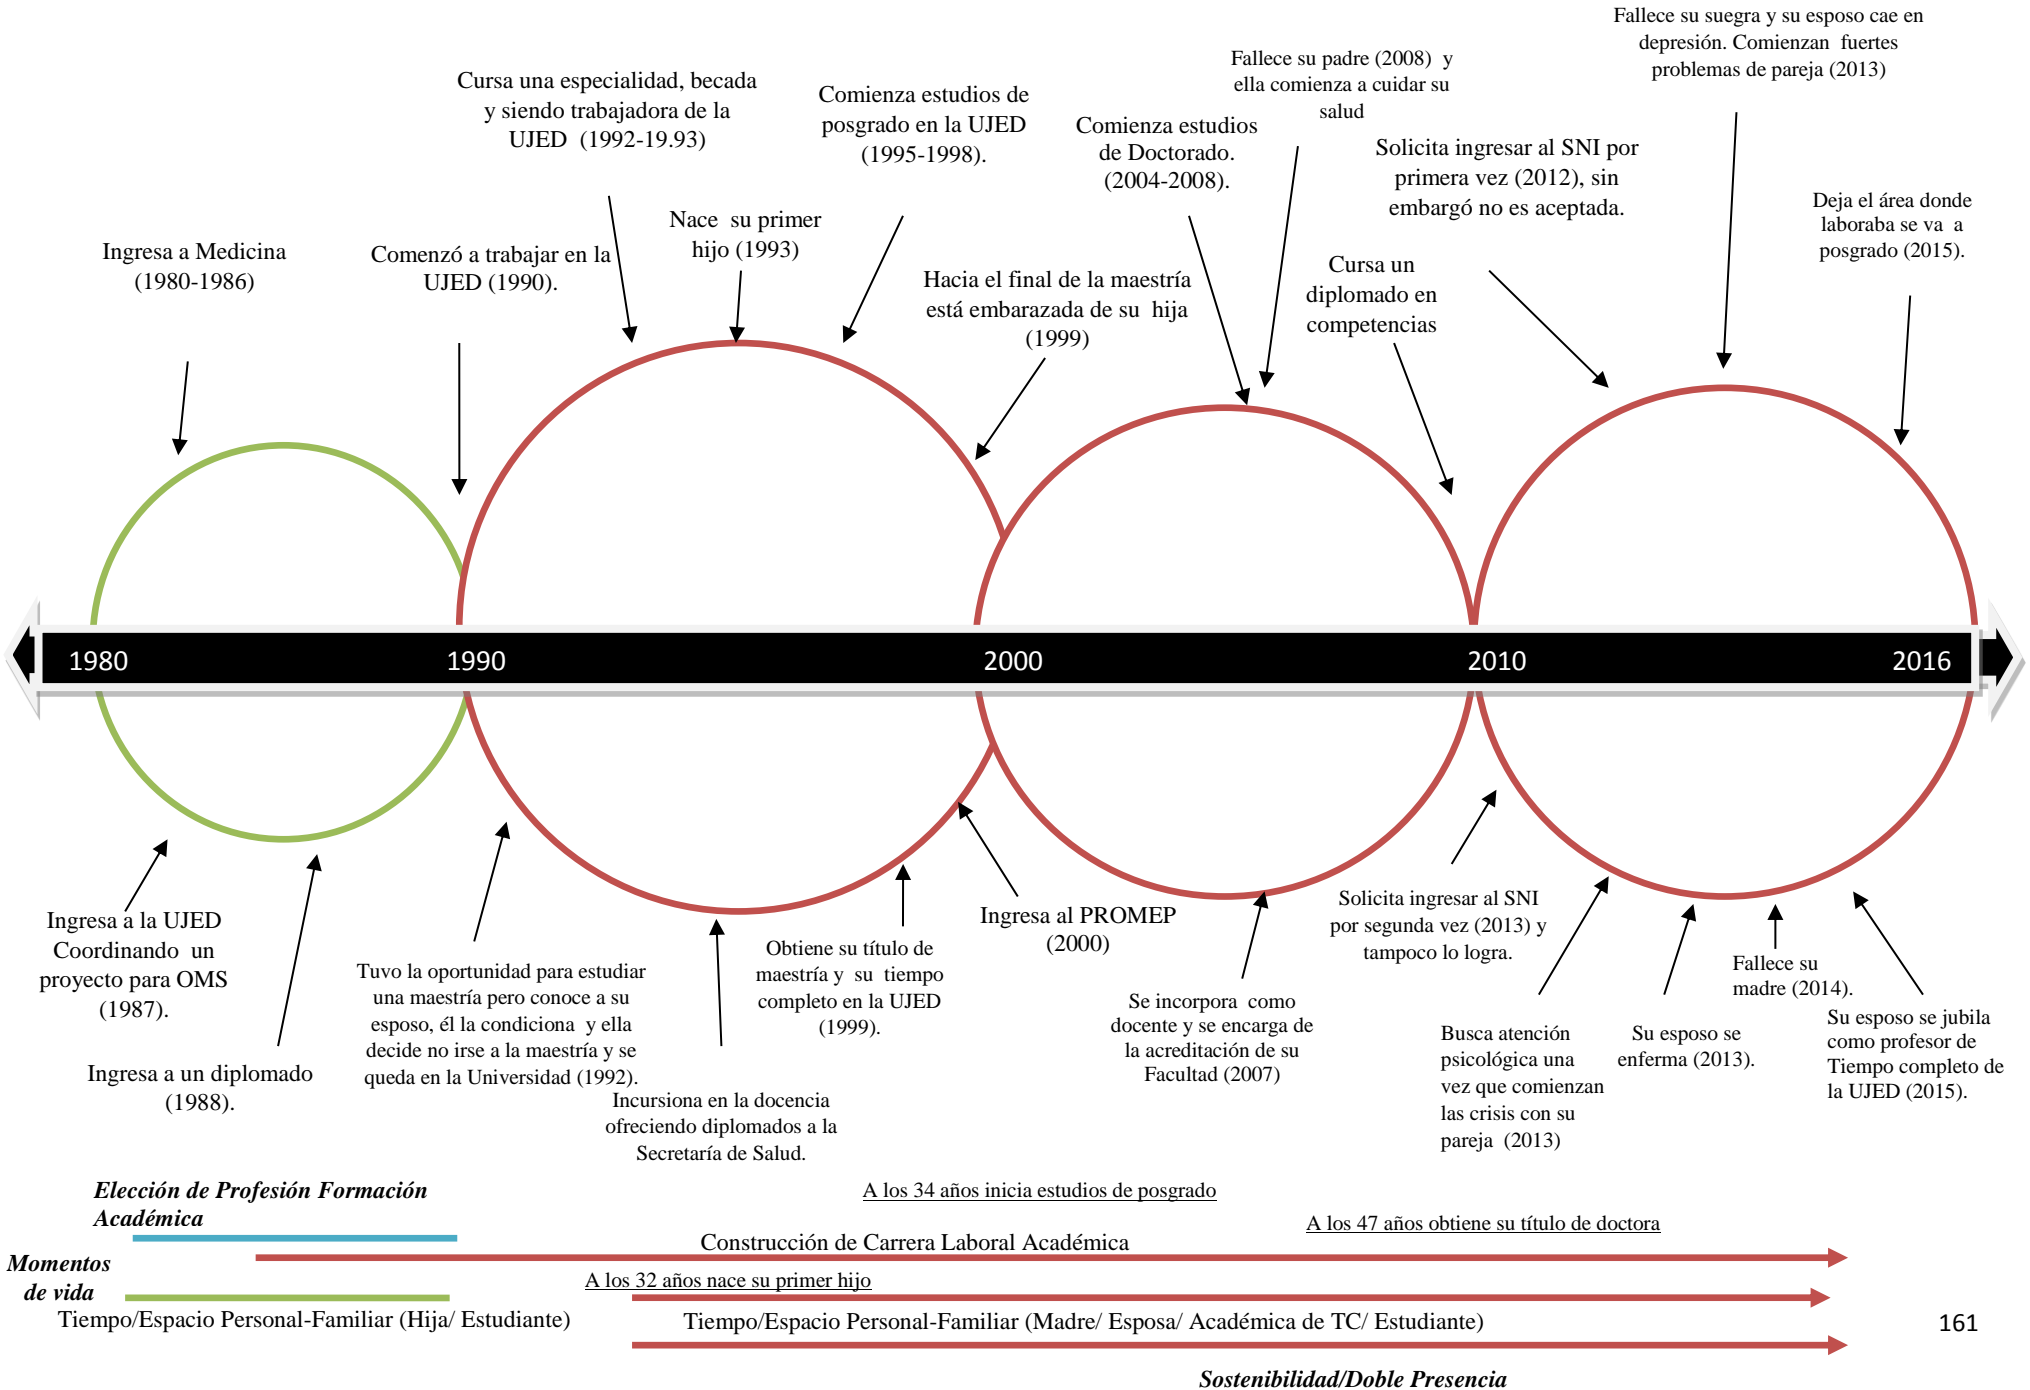 Fallece su suegra y su esposo cae en
depresión. Comienzan fuertes
problemas de pareja (2013)
Fallece su padre (2008) y
ella comienza a cuidar su
salud
Cursa una especialidad, becada
y siendo trabajadora de la
UJED (1992-19.93)
Comienza estudios de
posgrado en la UJED
(1995-1998).
Comienza estudios
de Doctorado.
(2004-2008).
Solicita ingresar al SNI por
primera vez (2012), sin
embargó no es aceptada.
Deja el área donde
laboraba se va a
posgrado (2015).
Nace su primer
hijo (1993)
Ingresa a Medicina
(1980-1986)
Comenzó a trabajar en la
UJED (1990).
Hacia el final de la maestría
está embarazada de su hija
(1999)
Cursa un
diplomado en
competencias
1980
1990
2000
2010
2016
Ingresa a la UJED
Coordinando un
proyecto para OMS
(1987).
Ingresa a un diplomado
(1988).
Tuvo la oportunidad para estudiar
una maestría pero conoce a su
esposo, él la condiciona y ella
decide no irse a la maestría y se
queda en la Universidad (1992).
Incursiona en la docencia
ofreciendo diplomados a la
Secretaría de Salud.
Obtiene su título de
maestría y su tiempo
completo en la UJED
(1999).
Ingresa al PROMEP
(2000)
Se incorpora como
docente y se encarga de
la acreditación de su
Facultad (2007)
Solicita ingresar al SNI
por segunda vez (2013) y
tampoco lo logra.
Busca atención
psicológica una
vez que comienzan
las crisis con su
pareja (2013)
Su esposo se
enferma (2013).
Fallece su
madre (2014).
Su esposo se jubila
como profesor de
Tiempo completo de
la UJED (2015).
Elección de Profesión Formación
Académica
A los 34 años inicia estudios de posgrado
A los 47 años obtiene su título de doctora
Construcción de Carrera Laboral Académica
Momentos
de vida
A los 32 años nace su primer hijo
Tiempo/Espacio Personal-Familiar (Hija/ Estudiante)
Tiempo/Espacio Personal-Familiar (Madre/ Esposa/ Académica de TC/ Estudiante)
161
Sostenibilidad/Doble Presencia